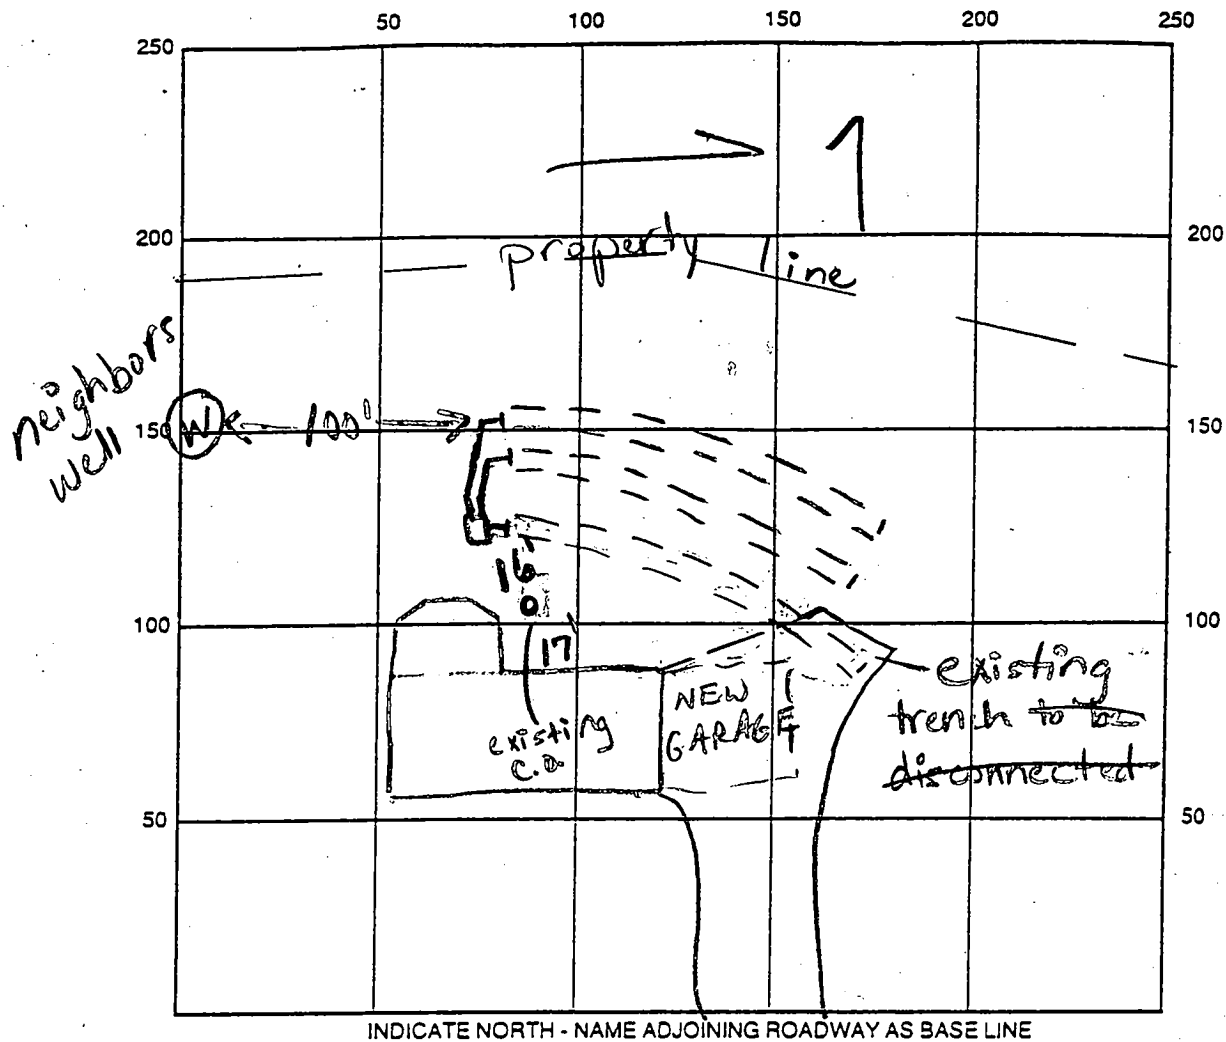 50 100 150 200 250
250
1
200 200
property line
neighbors
well
W
100'
150 150
16'
100 100
17'
existing
C.O.
NEW
GARAGE
existing
trench to be
disconnected
50 50
INDICATE NORTH - NAME ADJOINING ROADWAY AS BASE LINE